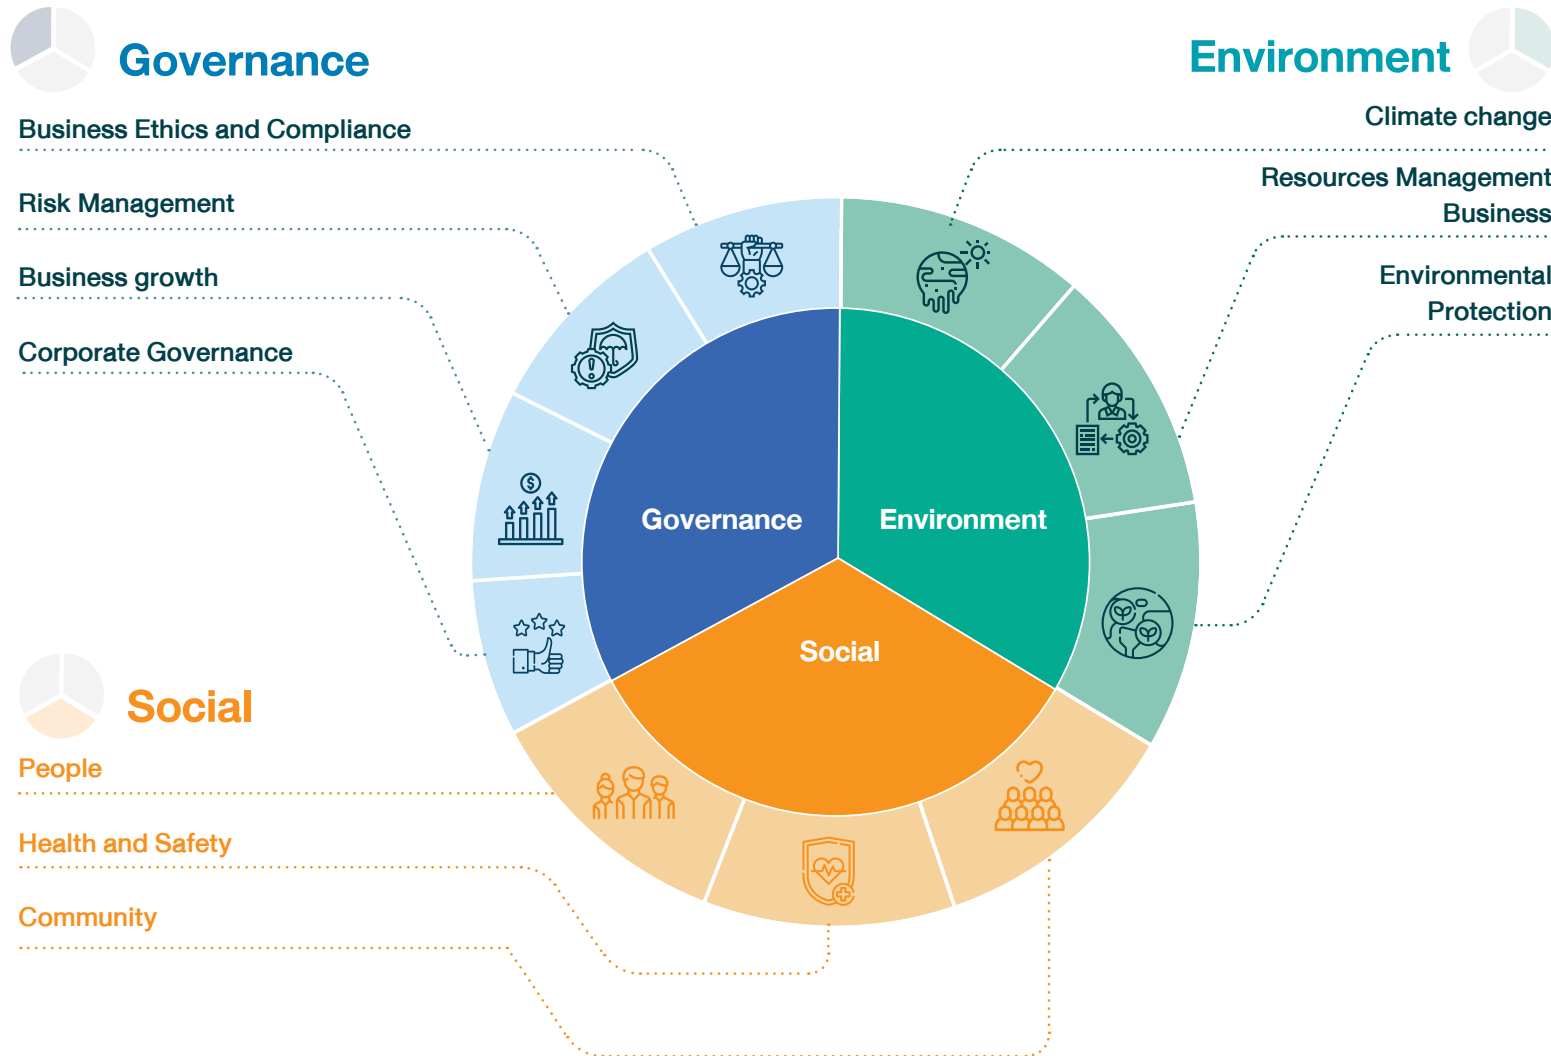 Governance
Business Ethics and Compliance
Risk Management
Business growth
Corporate Governance
Environment
Climate change
Resources Management
Business
Environmental
Protection
Governance
Environment
Social
Social
People
Health and Safety
Community